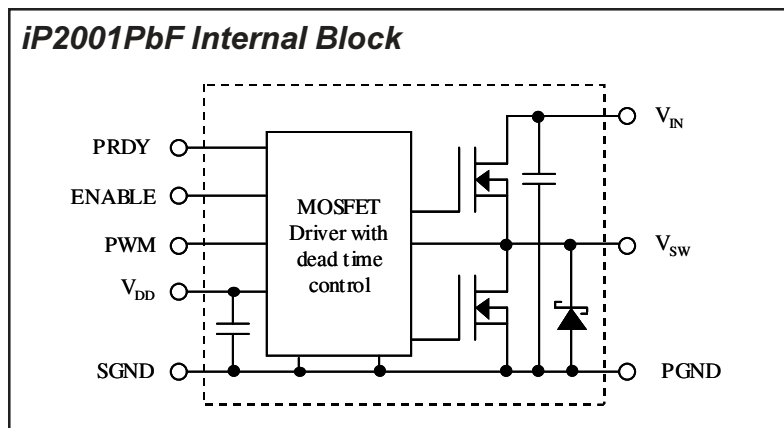 iP2001PbF Internal Block
PRDY
ENABLE
PWM
V_DD
SGND
MOSFET
Driver with
dead time
control
V_IN
V_SW
PGND